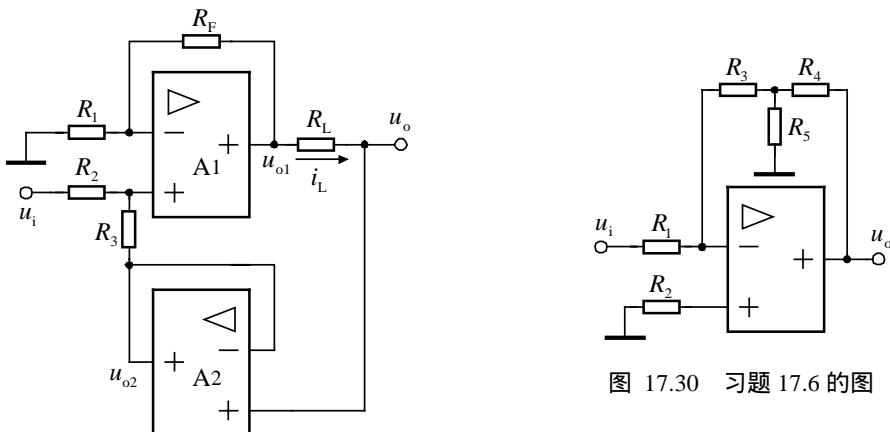 R_F
R_1
−
+
A1
R_L
u_o
u_o1
i_L
R_2
+
u_i
R_3
−
+
A2
u_o2
+
R_3
R_4
R_5
u_i
R_1
−
+
u_o
R_2
+
图 17.30 习题 17.6 的图